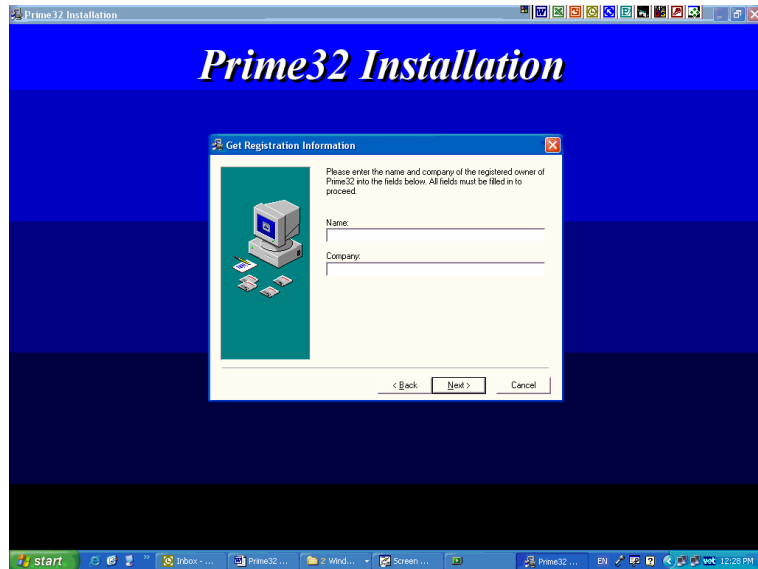 Prime32 Installation
Prime32 Installation
Get Registration Information
Please enter the name and company of the registered owner of
Prime32 into the fields below. All fields must be filled in to
proceed.
Name:
Company:
< Back
Next >
Cancel
start
Inbox - ...
Prime32 ...
2 Wind...
Screen ...
Prime32 ...
EN
vet
12:28 PM